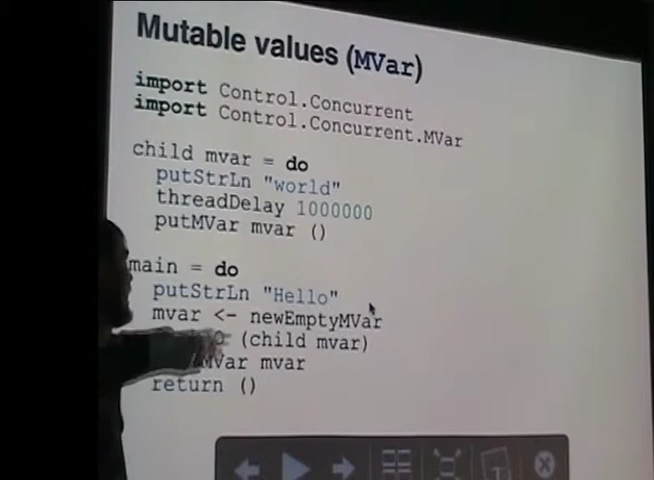 Mutable values (MVar)
import Control.Concurrent
import Control.Concurrent.MVar
child mvar = do
putStrLn "world"
threadDelay 1000000
putMVar mvar ()
main = do
putStrLn "Hello"
mvar <- newEmptyMVar
(child mvar)
mvar
return ()